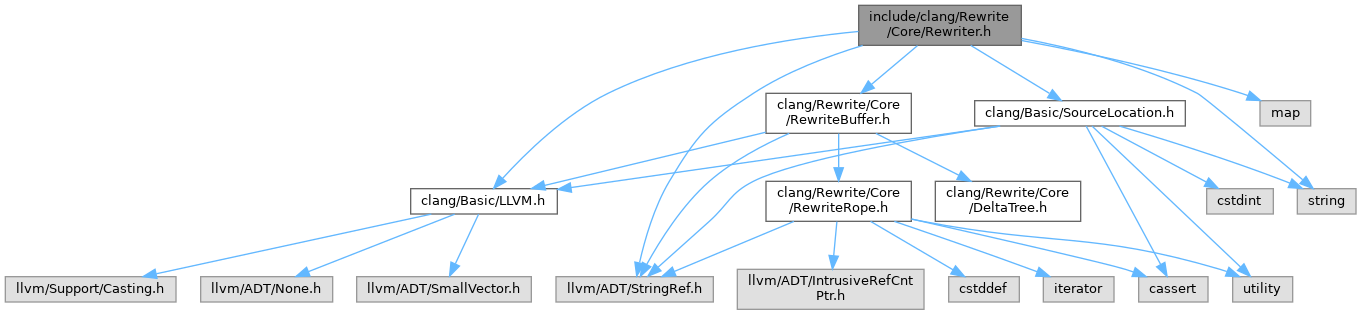 include/clang/Rewrite
/Core/Rewriter.h
clang/Rewrite/Core
/RewriteBuffer.h
clang/Basic/SourceLocation.h
map
clang/Basic/LLVM.h
clang/Rewrite/Core
/RewriteRope.h
clang/Rewrite/Core
/DeltaTree.h
cstdint
string
llvm/Support/Casting.h
llvm/ADT/None.h
llvm/ADT/SmallVector.h
llvm/ADT/StringRef.h
llvm/ADT/IntrusiveRefCnt
Ptr.h
cstddef
iterator
cassert
utility